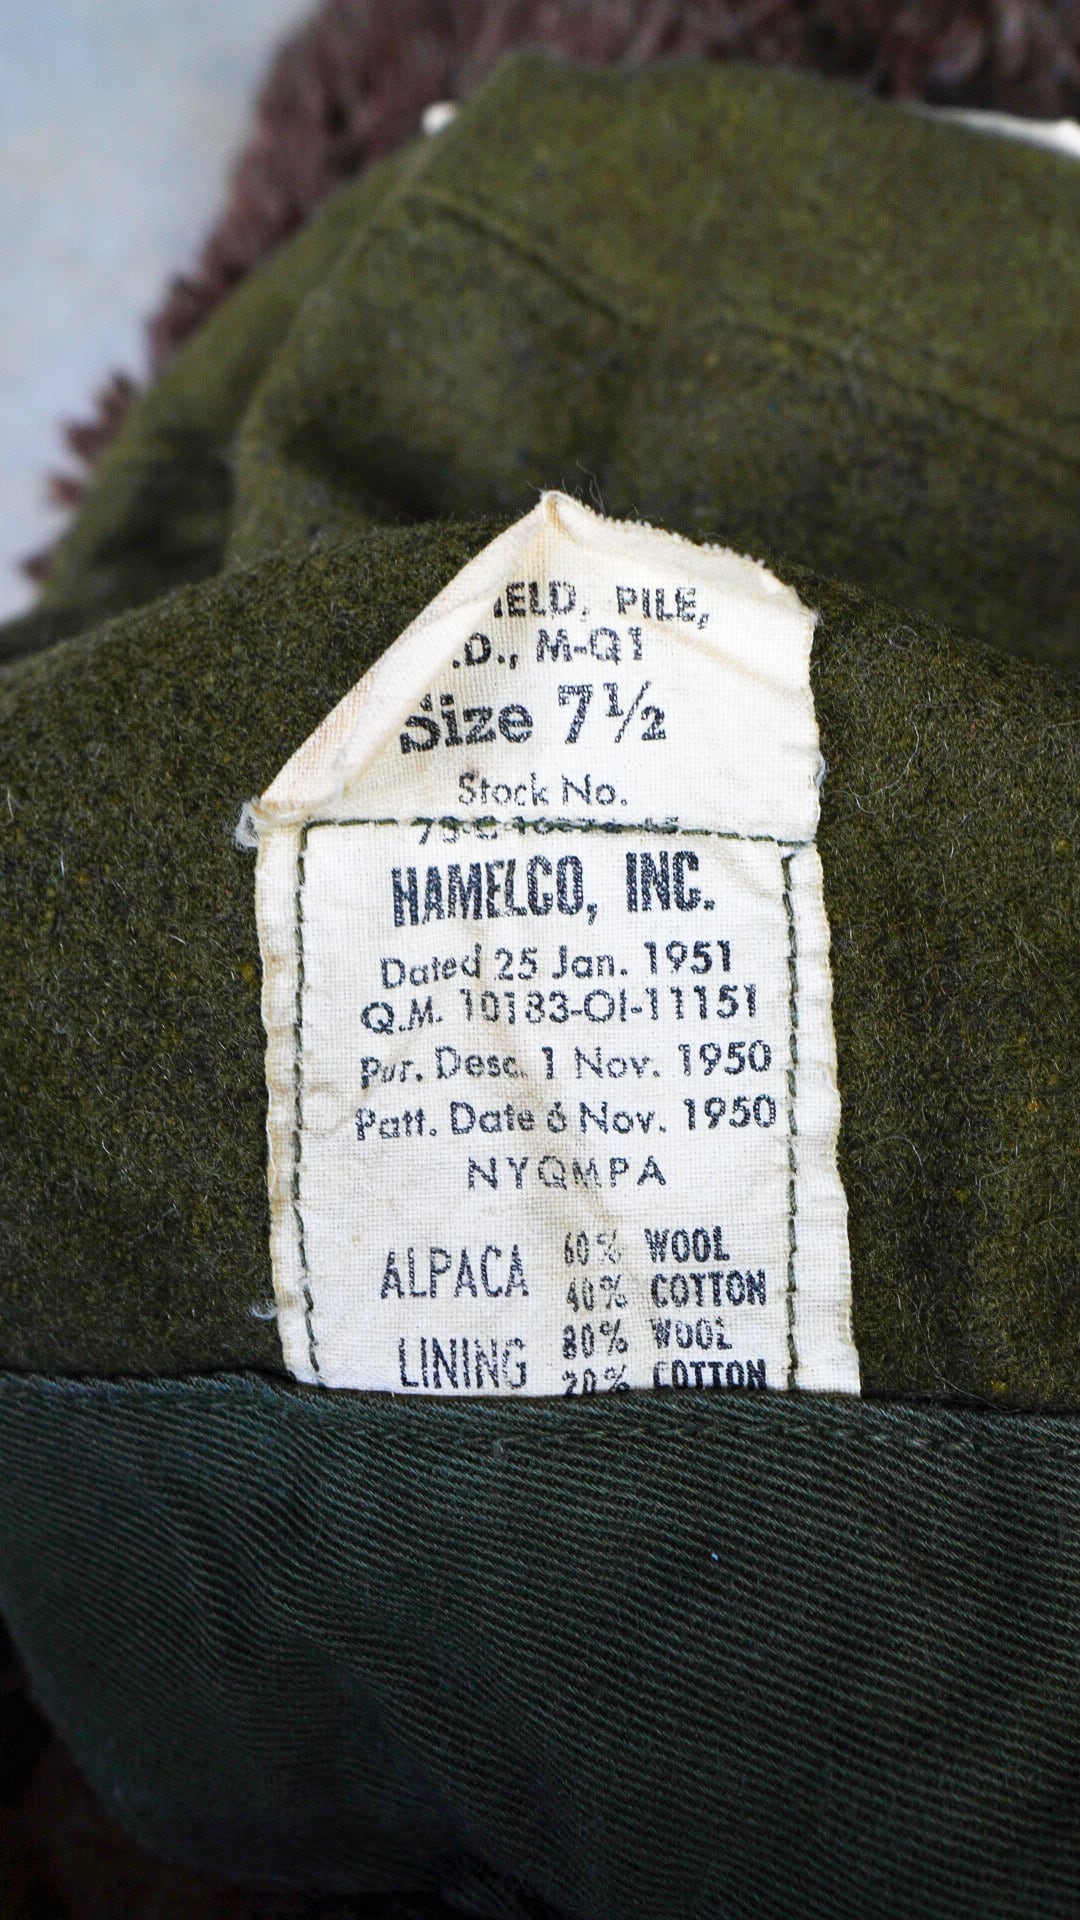 IELD, PILE,
.D., M-Q1
Size 7½
Stock No.
HAMELCO, INC.
Dated 25 Jan. 1951
Q.M. 10183-OI-11151
Pur. Desc. 1 Nov. 1950
Patt. Date 6 Nov. 1950
NYQMPA
ALPACA 60% WOOL
40% COTTON
LINING 80% WOOL
20% COTTON